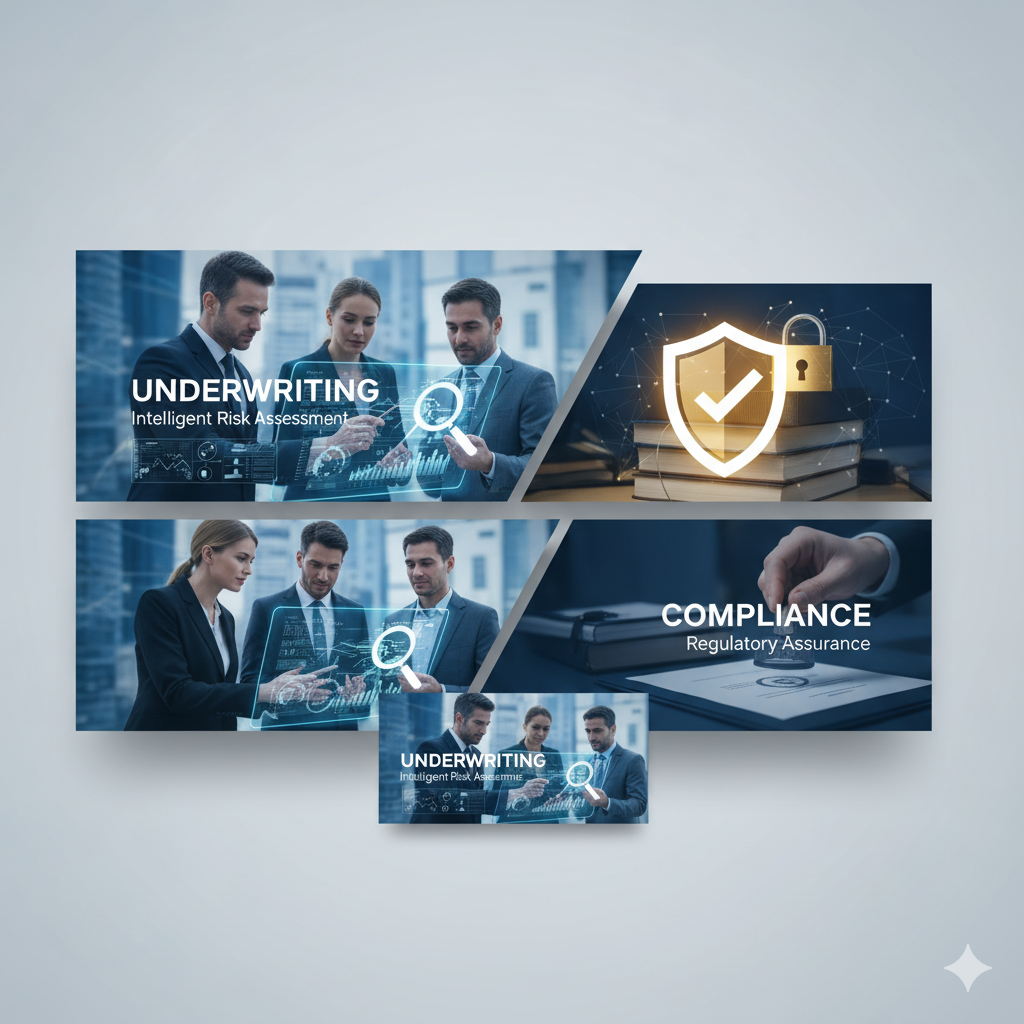 UNDERWRITING
Intelligent Risk Assessment
COMPLIANCE
Regulatory Assurance
UNDERWRITING